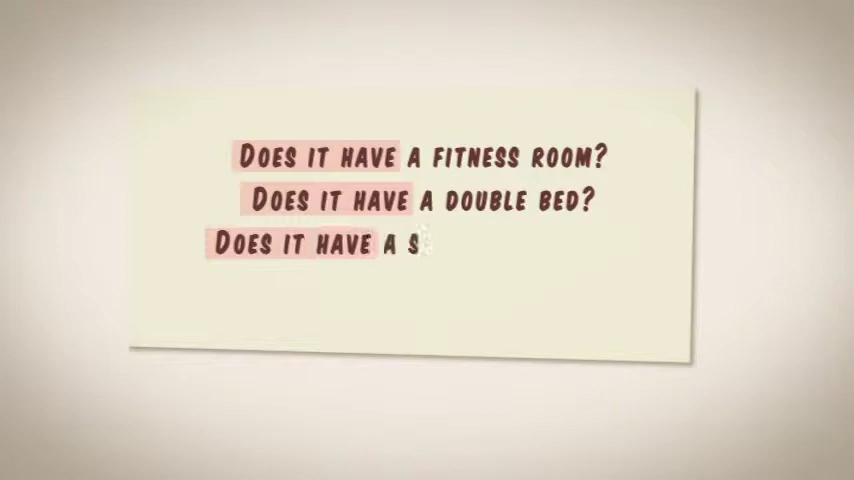 Does it have a fitness room?
Does it have a double bed?
Does it have a